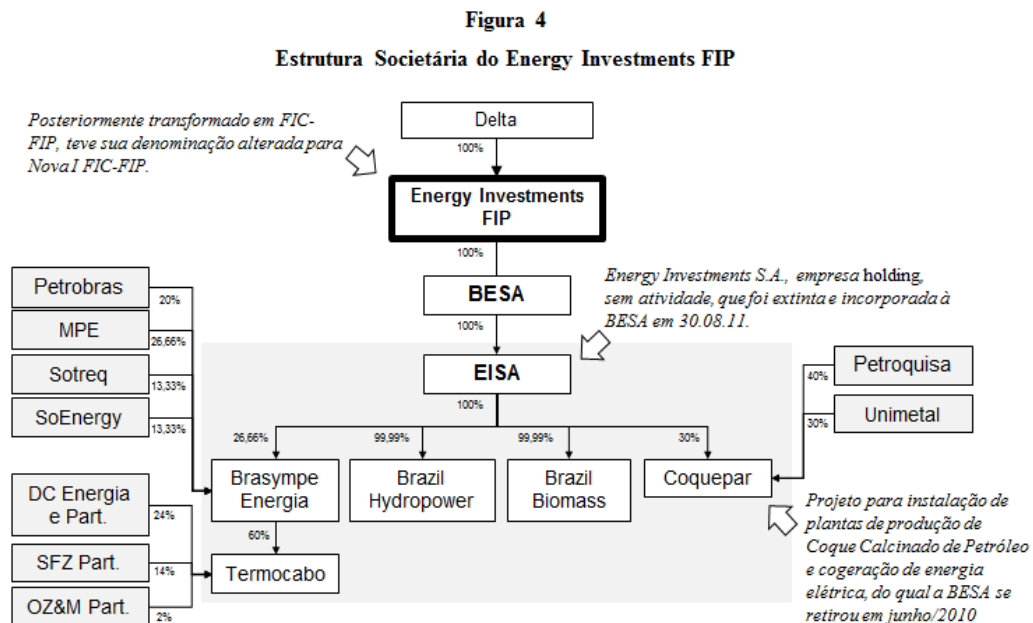 Figura 4
Estrutura Societária do Energy Investments FIP
Posteriormente transformado em FIC-
FIP, teve sua denominação alterada para
Nova I FIC-FIP.
Delta
100%
Energy Investments
FIP
100%
BESA
100%
Energy Investments S.A., empresa holding,
sem atividade, que foi extinta e incorporada à
BESA em 30.08.11.
EISA
100%
Petrobras
20%
MPE
26,66%
Sotreq
13,33%
SoEnergy
13,33%
Petroquisa
40%
Unimetal
30%
26,66%
99,99%
99,99%
30%
Brasympe
Energia
Brazil
Hydropower
Brazil
Biomass
Coquepar
DC Energia
e Part.
24%
SFZ Part.
14%
OZ&M Part.
2%
60%
Termocabo
Projeto para instalação de
plantas de produção de
Coque Calcinado de Petróleo
e cogeração de energia
elétrica, do qual a BESA se
retirou em junho/2010